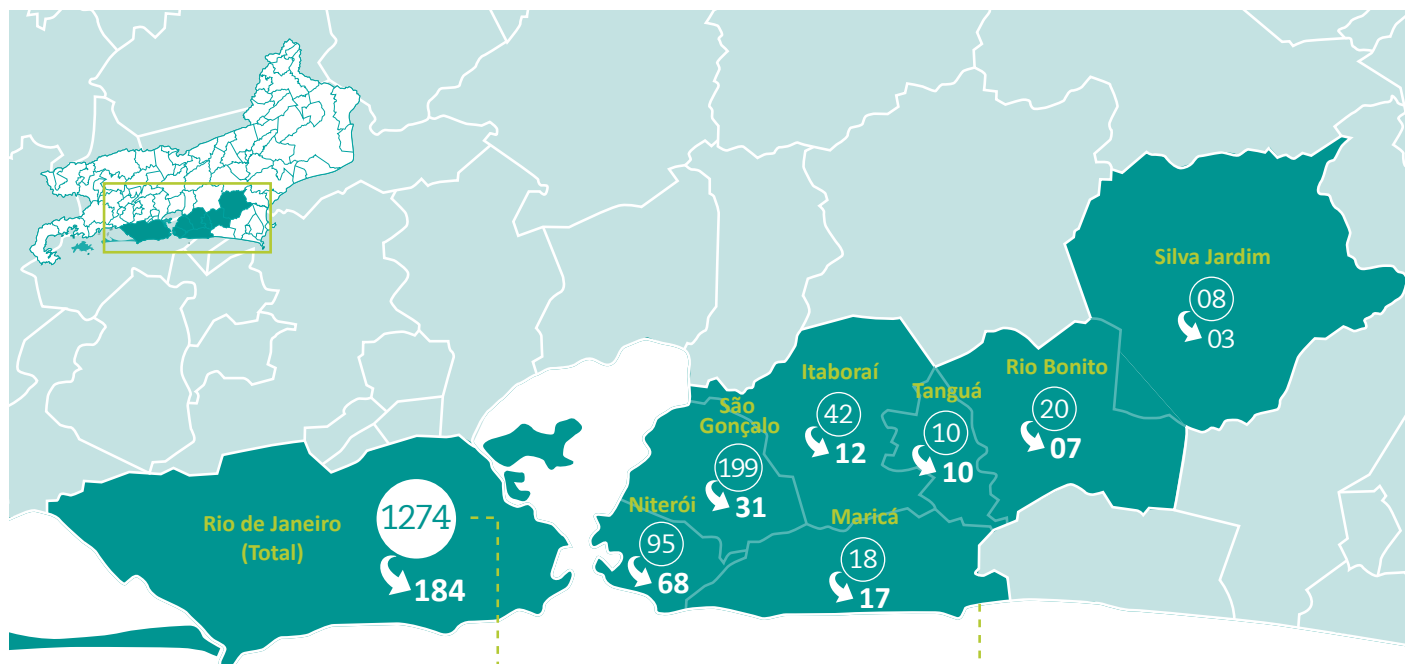 Silva Jardim
08
03
Rio Bonito
20
07
Itaboraí
42
12
Tanguá
10
10
São
Gonçalo
199
31
Niterói
95
68
Maricá
18
17
Rio de Janeiro
(Total)
1274
184